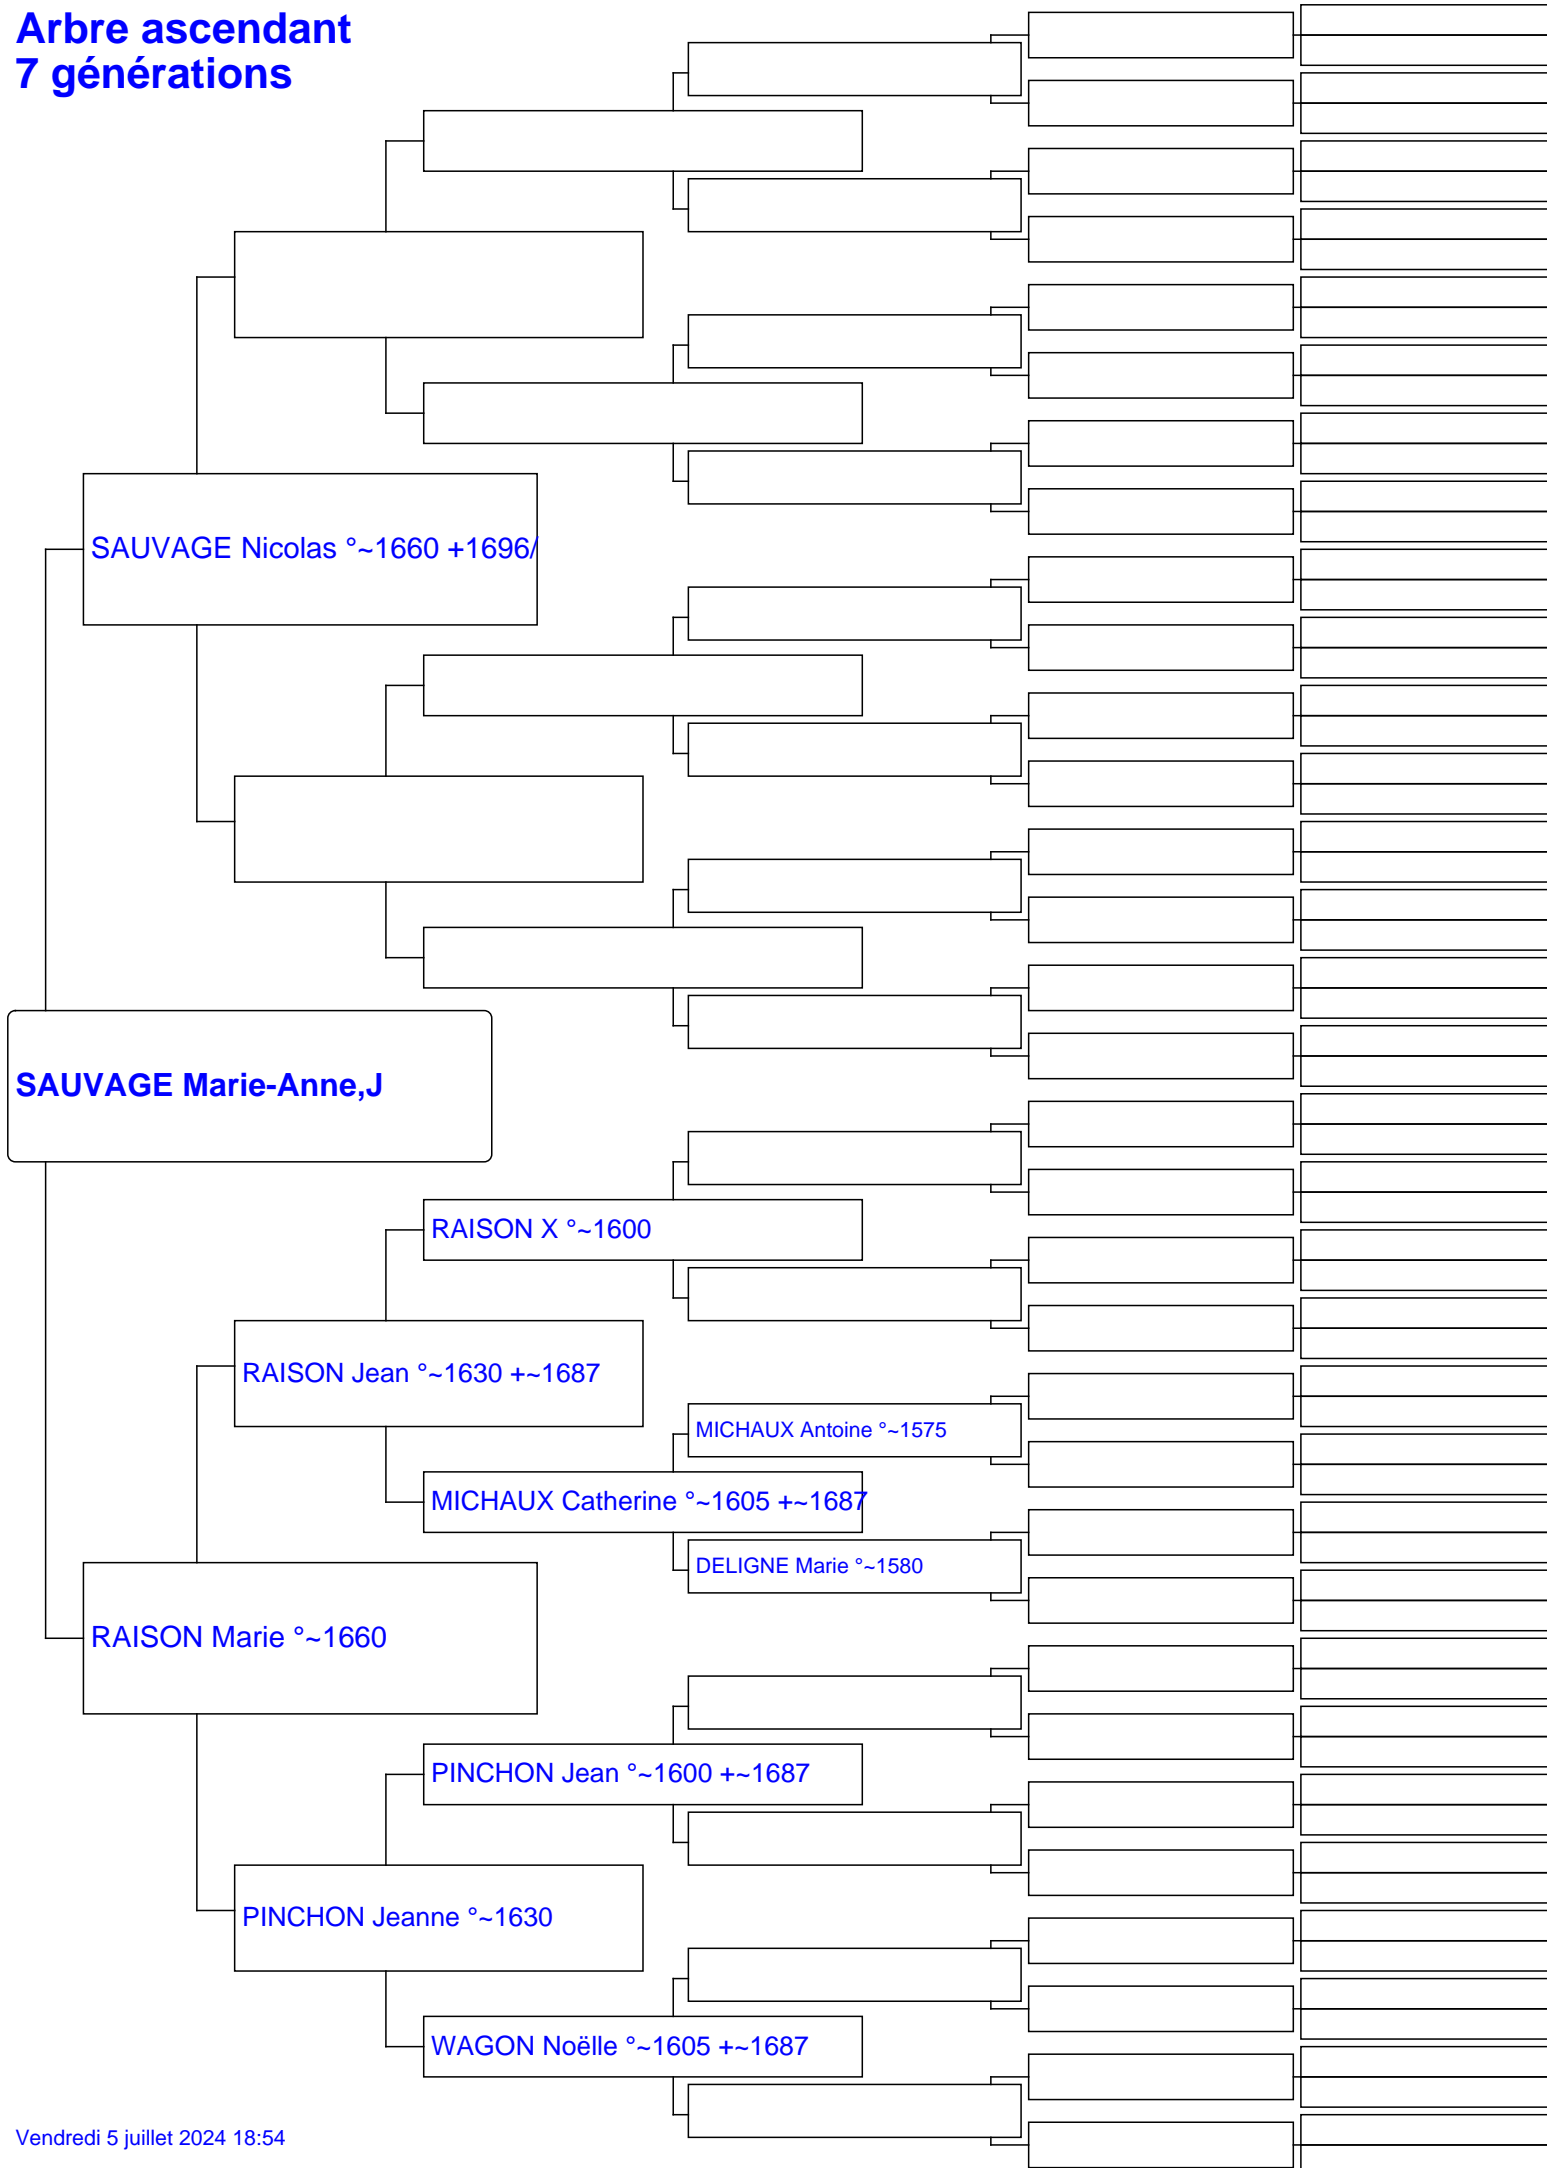 Arbre ascendant
7 générations
SAUVAGE Nicolas °~1660 +1696/
SAUVAGE Marie-Anne,J
RAISON X °~1600
RAISON Jean °~1630 +~1687
MICHAUX Antoine °~1575
MICHAUX Catherine °~1605 +~1687
DELIGNE Marie °~1580
RAISON Marie °~1660
PINCHON Jean °~1600 +~1687
PINCHON Jeanne °~1630
WAGON Noëlle °~1605 +~1687
Vendredi 5 juillet 2024 18:54